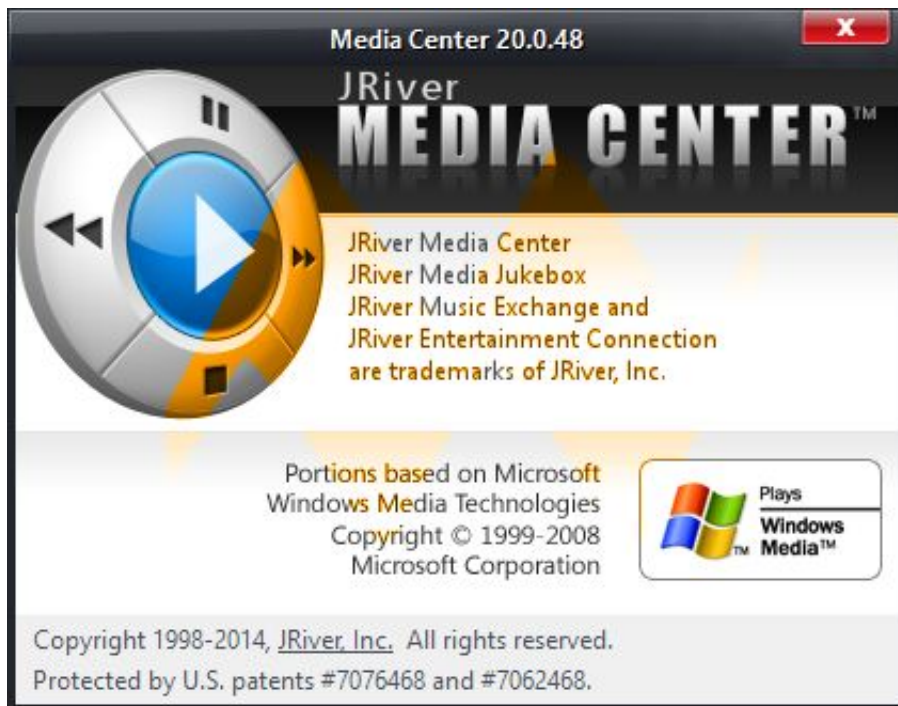 Media Center 20.0.48
JRiver
MEDIA CENTER™
JRiver Media Center
JRiver Media Jukebox
JRiver Music Exchange and
JRiver Entertainment Connection
are trademarks of JRiver, Inc.
Portions based on Microsoft
Windows Media Technologies
Copyright © 1999-2008
Microsoft Corporation
Plays
Windows
Media™
TM
Copyright 1998-2014, JRiver, Inc. All rights reserved.
Protected by U.S. patents #7076468 and #7062468.